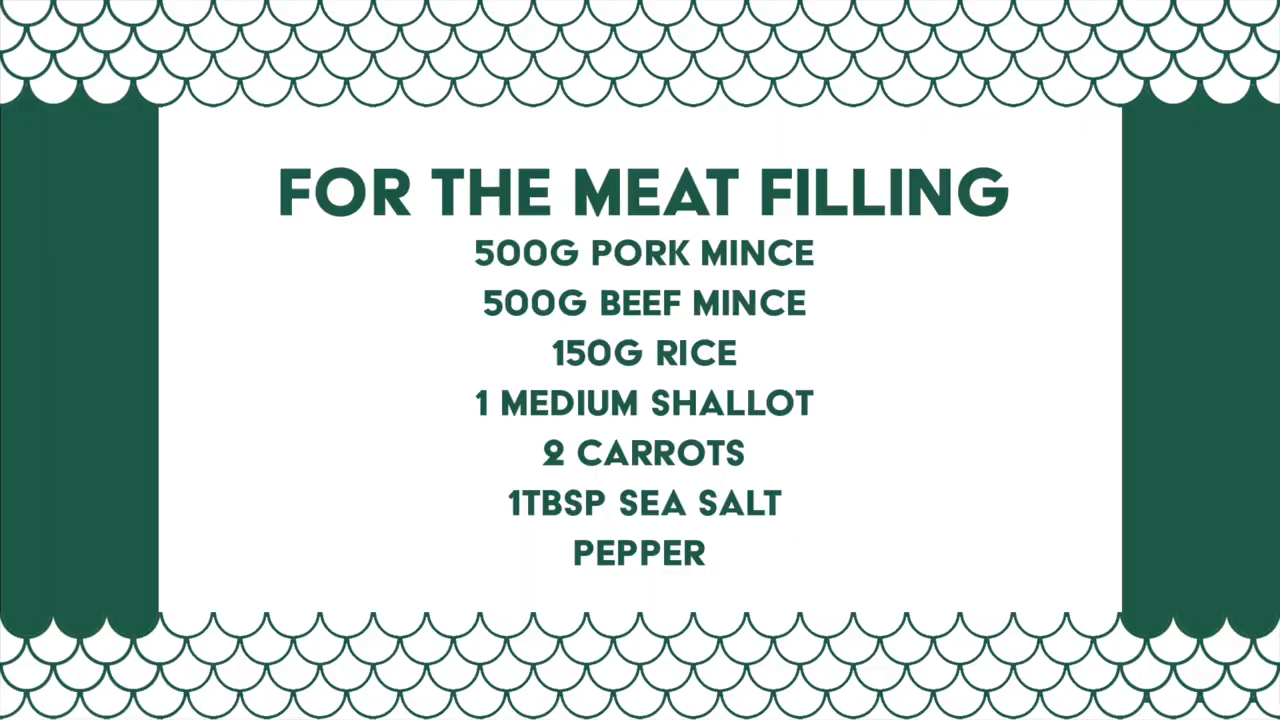 FOR THE MEAT FILLING
500G PORK MINCE
500G BEEF MINCE
150G RICE
1 MEDIUM SHALLOT
2 CARROTS
1TBSP SEA SALT
PEPPER